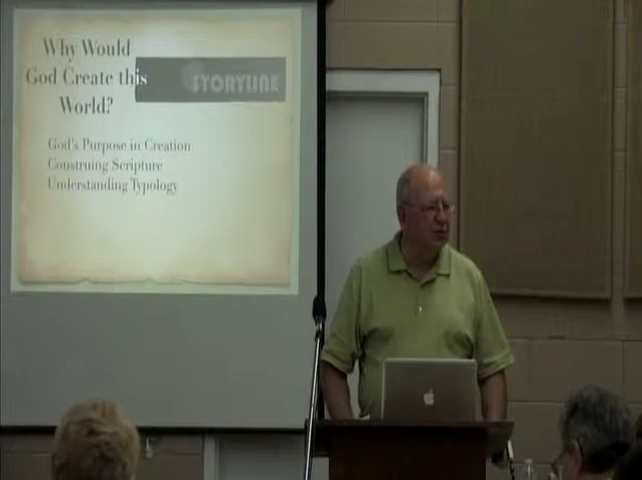 Why Would
God Create this
World?
STORYLINE
God's Purpose in Creation
Construing Scripture
Understanding Typology